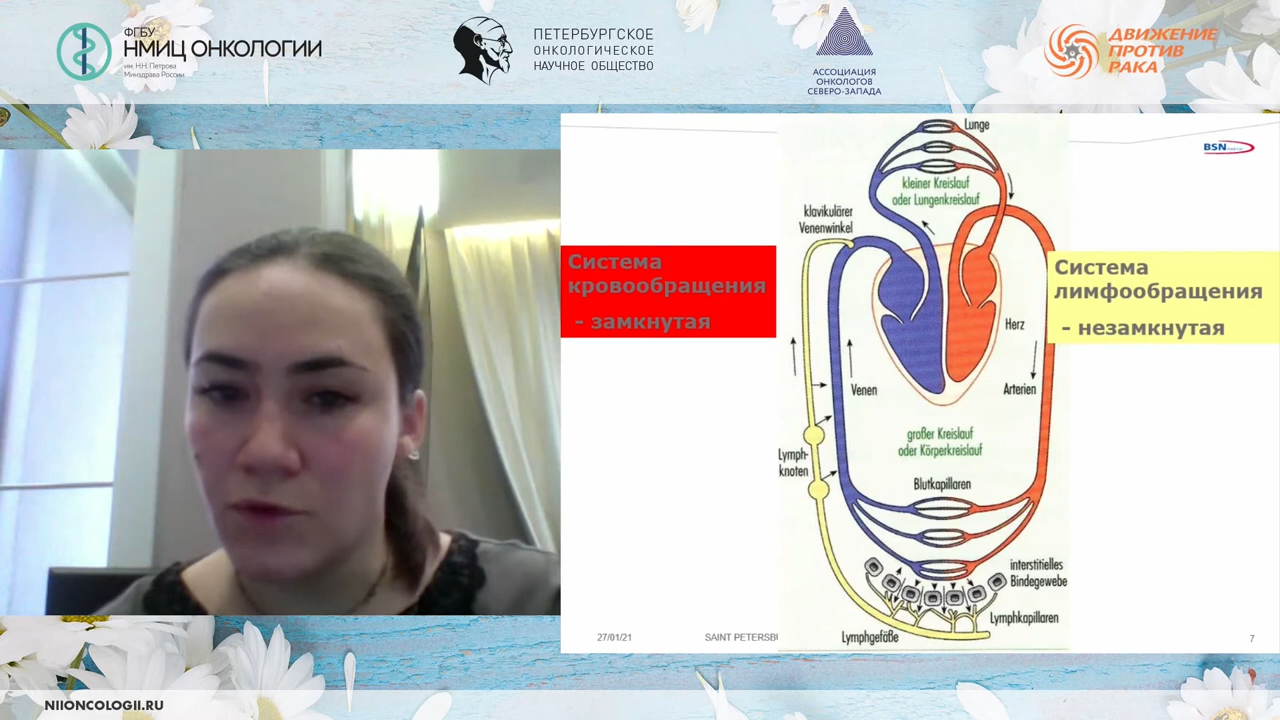 ФГБУ
НМИЦ ОНКОЛОГИИ
им. Н.Н. Петрова
Минздрава России
ПЕТЕРБУРГСКОЕ
ОНКОЛОГИЧЕСКОЕ
НАУЧНОЕ ОБЩЕСТВО
АССОЦИАЦИЯ
ОНКОЛОГОВ
СЕВЕРО-ЗАПАДА
ДВИЖЕНИЕ
ПРОТИВ
РАКА
BSN
Lunge
kleiner Kreislauf
oder Lungenkreislauf
klavikulärer
Venenwinkel
Система
кровообращения
- замкнутая
Система
лимфообращения
- незамкнутая
Herz
Venen
Arterien
großer Kreislauf
oder Körperkreislauf
Lymph-
knoten
Blutkapillaren
interstitielles
Bindegewebe
Lymphkapillaren
Lymphgefäße
27/01/21
SAINT PETERSBU
7
NIIONCOLOGII.RU